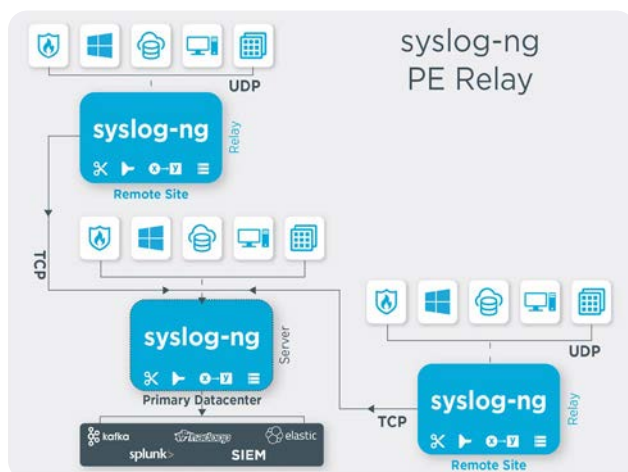 syslog-ng
PE Relay
UDP
syslog-ng
Relay
x y
Remote Site
TCP
syslog-ng
Server
x y
Primary Datacenter
kafka
hadoop
elastic
splunk>
SIEM
UDP
syslog-ng
Relay
x y
TCP
Remote Site